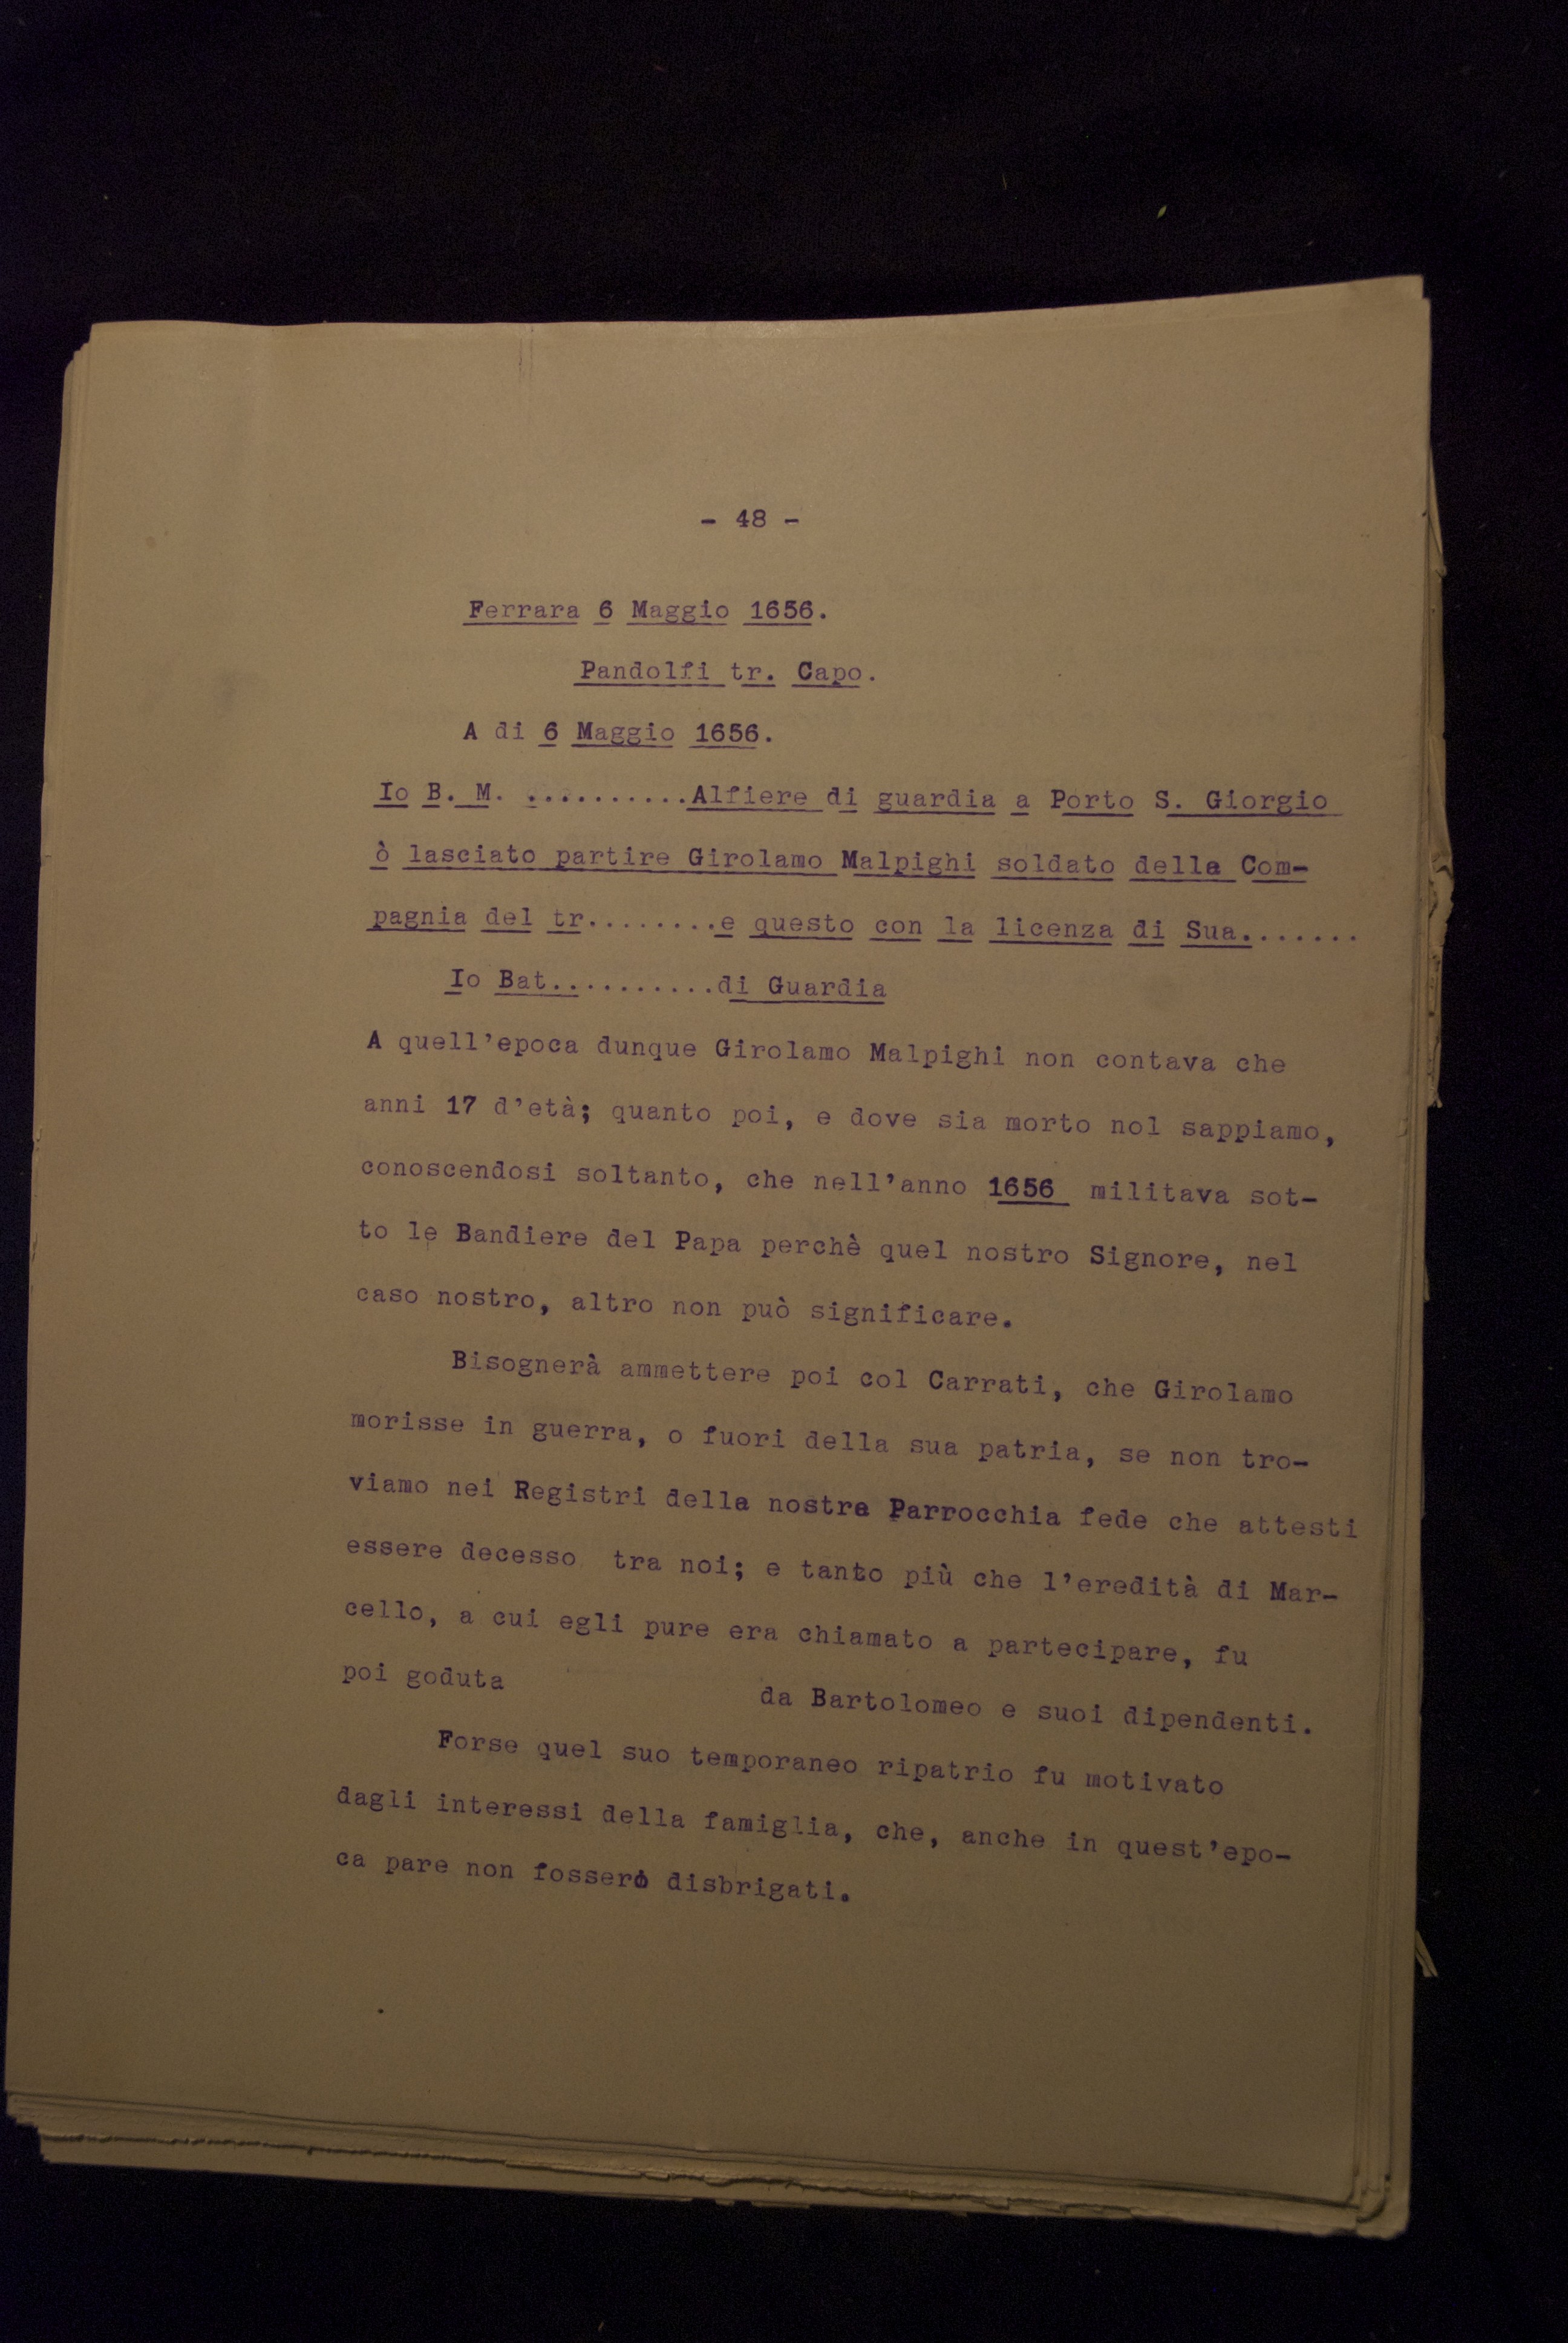 - 48 -
Ferrara 6 Maggio 1656.
Pandolfi tr. Capo.
A di 6 Maggio 1656.
Io B. M. ..........Alfiere di guardia a Porto S. Giorgio
ò lasciato partire Girolamo Malpighi soldato della Com-
pagnia del tr........e questo con la licenza di Sua.......
Io Bat..........di Guardia
A quell'epoca dunque Girolamo Malpighi non contava che
anni 17 d'età; quanto poi, e dove sia morto nol sappiamo,
conoscendosi soltanto, che nell'anno 1656 militava sot-
to le Bandiere del Papa perchè quel nostro Signore, nel
caso nostro, altro non può significare.
Bisognerà ammettere poi col Carrati, che Girolamo
morisse in guerra, o fuori della sua patria, se non tro-
viamo nei Registri della nostra Parrocchia fede che attesti
essere decesso tra noi; e tanto più che l'eredità di Mar-
cello, a cui egli pure era chiamato a partecipare, fu
poi goduta da Bartolomeo e suoi dipendenti.
Forse quel suo temporaneo ripatrio fu motivato
dagli interessi della famiglia, che, anche in quest'epo-
ca pare non fossero disbrigati.